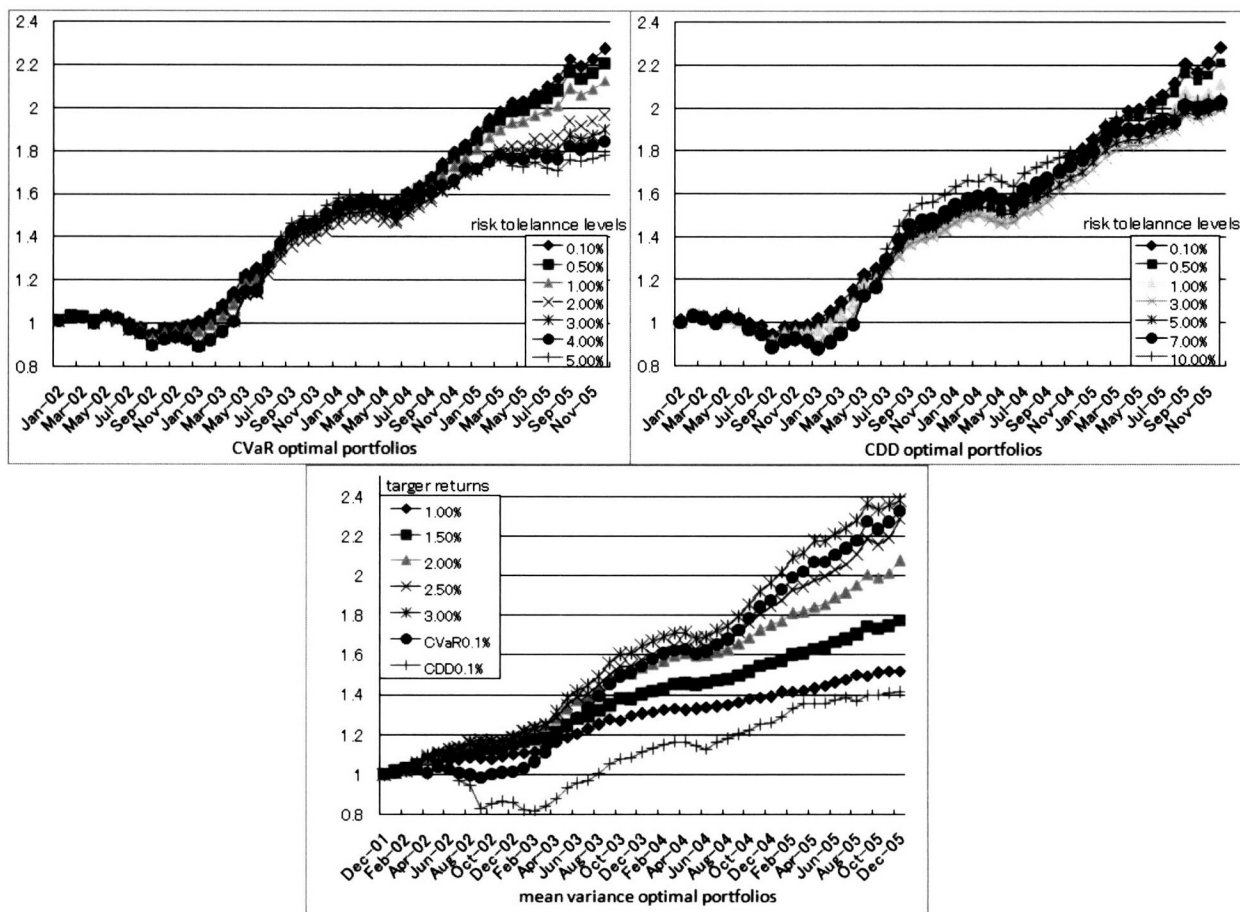 2.4
2.2
2
1.8
1.6
1.4
1.2
1
0.8
risk tolelannce levels
0.10%
0.50%
1.00%
2.00%
3.00%
4.00%
5.00%
Jan-02
Mar-02
May-02
Jul-02
Sep-02
Nov-02
Jan-03
Mar-03
May-03
Jul-03
Sep-03
Nov-03
Jan-04
Mar-04
May-04
Jul-04
Sep-04
Nov-04
Jan-05
Mar-05
May-05
Jul-05
Sep-05
Nov-05
CVaR optimal portfolios
2.4
2.2
2
1.8
1.6
1.4
1.2
1
0.8
risk tolelannce levels
0.10%
0.50%
1.00%
3.00%
5.00%
7.00%
10.00%
Jan-02
Mar-02
May-02
Jul-02
Sep-02
Nov-02
Jan-03
Mar-03
May-03
Jul-03
Sep-03
Nov-03
Jan-04
Mar-04
May-04
Jul-04
Sep-04
Nov-04
Jan-05
Mar-05
May-05
Jul-05
Sep-05
Nov-05
CDD optimal portfolios
targer returns
1.00%
1.50%
2.00%
2.50%
3.00%
CVaR0.1%
CDD0.1%
2.4
2.2
2
1.8
1.6
1.4
1.2
1
0.8
Dec-01
Feb-02
Apr-02
Jun-02
Aug-02
Oct-02
Dec-02
Feb-03
Apr-03
Jun-03
Aug-03
Oct-03
Dec-03
Feb-04
Apr-04
Jun-04
Aug-04
Oct-04
Dec-04
Feb-05
Apr-05
Jun-05
Aug-05
Oct-05
Dec-05
mean variance optimal portfolios